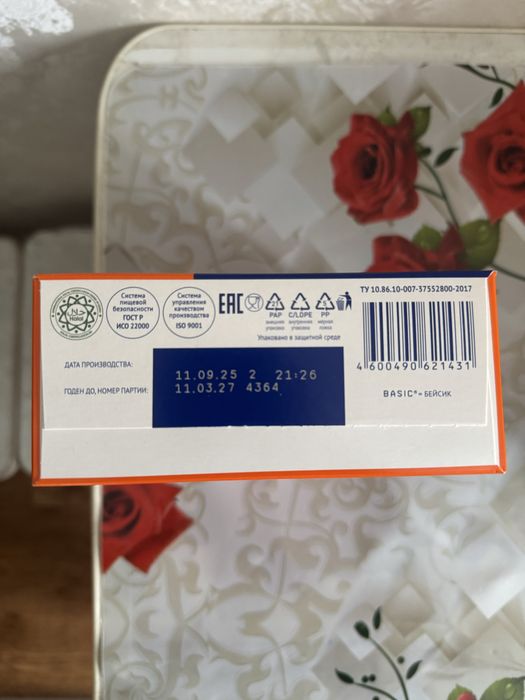 Halal
Система
пищевой
безопасности
ГОСТ Р
ИСО 22000
Система
управления
качеством
производства
ISO 9001
EAC
21
PAP
внешняя
упаковка
C/LDPE
внутренняя
упаковка
5
PP
мерная
ложка
Упаковано в защитной среде
ТУ 10.86.10-007-37552800-2017
4 600490 621431
BASIC® = БЕЙСИК
ДАТА ПРОИЗВОДСТВА:
11.09.25 2 21:26
ГОДЕН ДО, НОМЕР ПАРТИИ:
11.03.27 4364